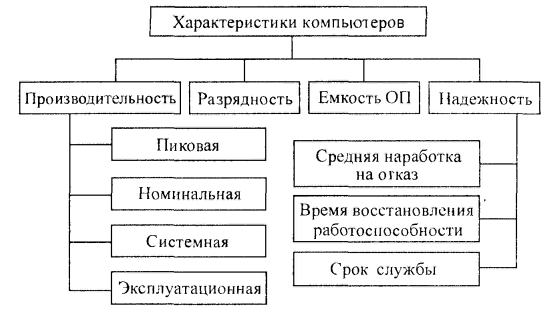 Характеристики компьютеров
Производительность
Разрядность
Емкость ОП
Надежность
Пиковая
Номинальная
Системная
Эксплуатационная
Средняя наработка
на отказ
Время восстановления
работоспособности
Срок службы